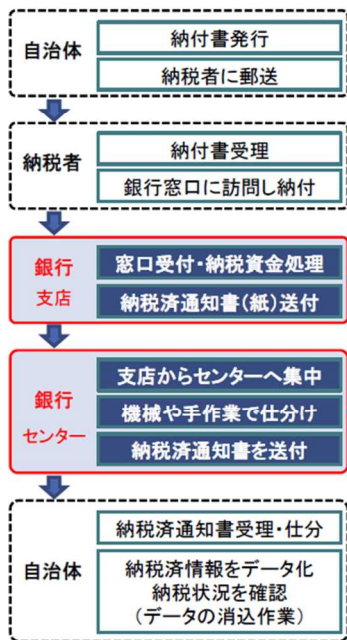 自治体
納付書発行
納税者に郵送
納税者
納付書受理
銀行窓口に訪問し納付
銀行
支店
窓口受付・納税資金処理
納税済通知書(紙)送付
銀行
センター
支店からセンターへ集中
機械や手作業で仕分け
納税済通知書を送付
自治体
納税済通知書受理・仕分
納税済情報をデータ化
納税状況を確認
(データの消込作業)